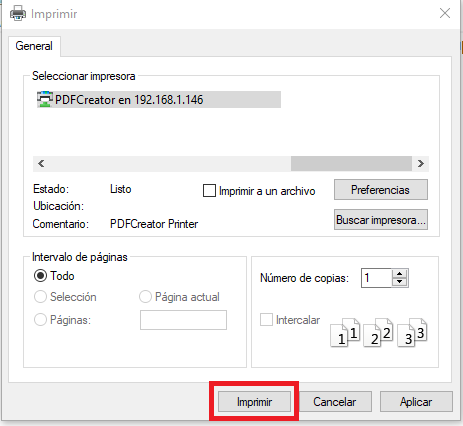 Imprimir
General
Seleccionar impresora
PDFCreator en 192.168.1.146
Estado: Listo
Imprimir a un archivo
Preferencias
Ubicación:
Comentario: PDFCreator Printer
Buscar impresora...
Intervalo de páginas
Todo
Selección
Página actual
Páginas:
Número de copias: 1
Intercalar
1 1 2 2 3 3
Imprimir
Cancelar
Aplicar